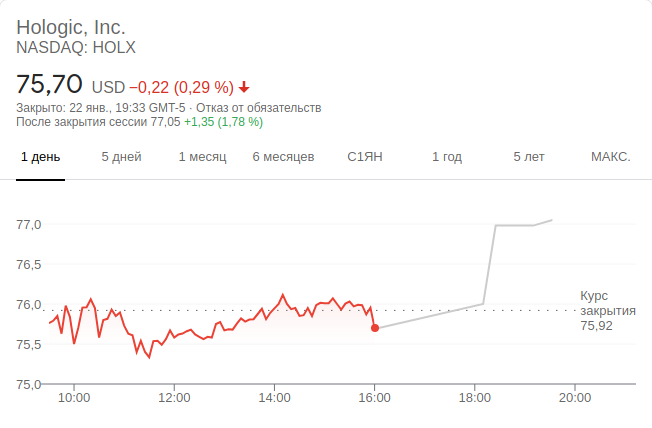 Hologic, Inc.
NASDAQ: HOLX
75,70 USD −0,22 (0,29 %)
Закрыто: 22 янв., 19:33 GMT-5 · Отказ от обязательств
После закрытия сессии 77,05 +1,35 (1,78 %)
1 день 5 дней 1 месяц 6 месяцев С1ЯН 1 год 5 лет МАКС.
77,0
76,5
76,0
75,5
75,0
Курс
закрытия
75,92
10:00 12:00 14:00 16:00 18:00 20:00